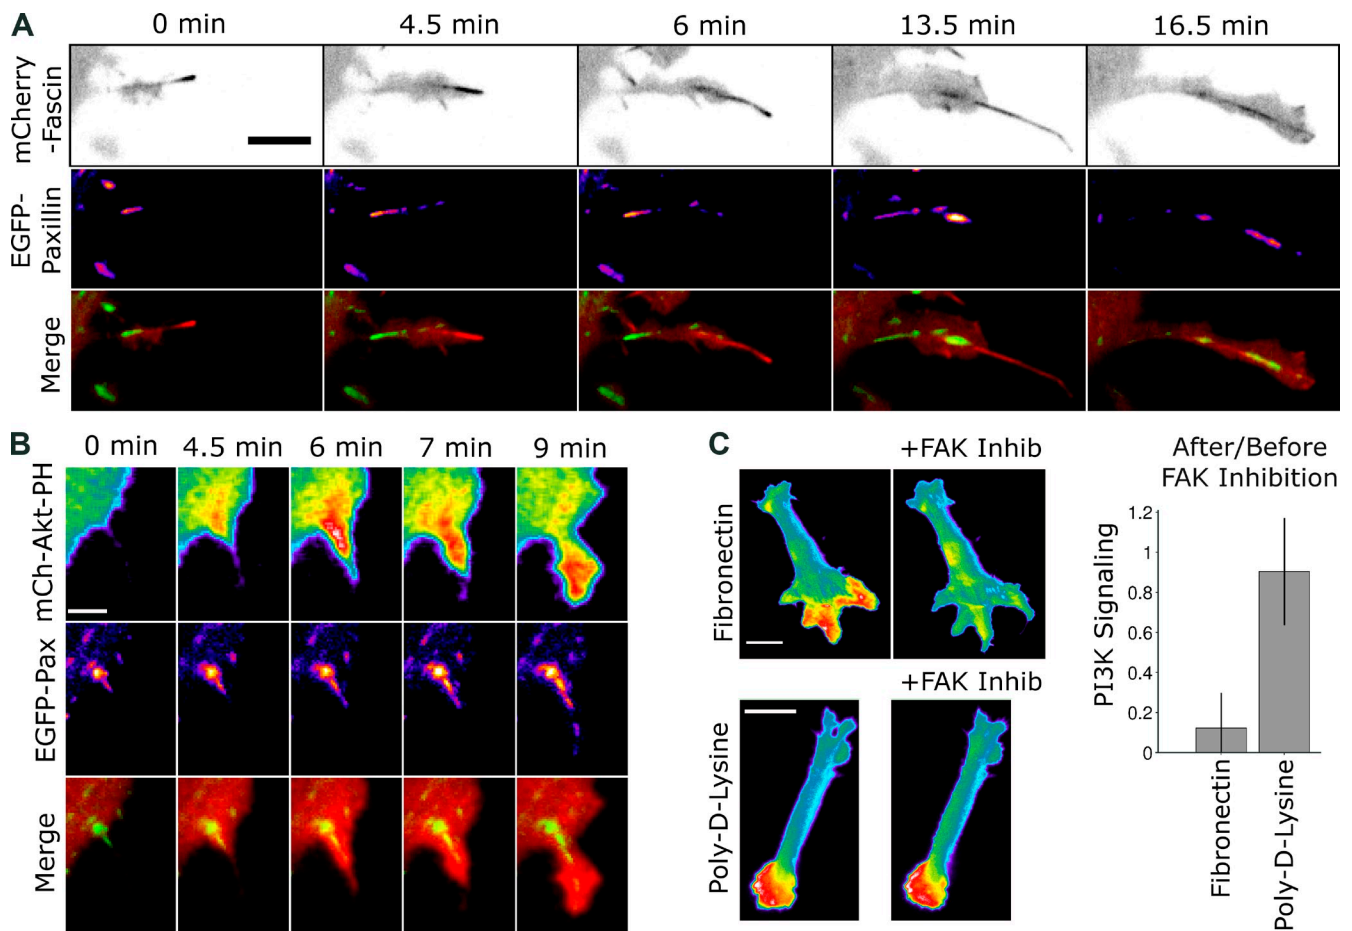 A
0 min
4.5 min
6 min
13.5 min
16.5 min
mCherry
-Fascin
EGFP-
Paxillin
Merge
B
0 min
4.5 min
6 min
7 min
9 min
mCh-Akt-PH
EGFP-Pax
Merge
C
+FAK Inhib
Fibronectin
+FAK Inhib
Poly-D-Lysine
After/Before
FAK Inhibition
PI3K Signaling
1.2
1
0.8
0.6
0.4
0.2
0
Fibronectin
Poly-D-Lysine